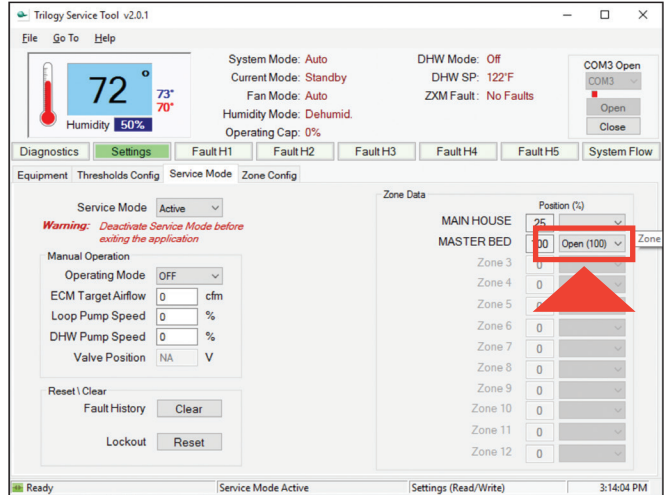 Trilogy Service Tool v2.0.1
File Go To Help
72°
73°
70°
Humidity 50%
System Mode: Auto
Current Mode: Standby
Fan Mode: Auto
Humidity Mode: Dehumid.
Operating Cap: 0%
DHW Mode: Off
DHW SP: 122°F
ZXM Fault: No Faults
COM3 Open
COM3
Open
Close
Diagnostics Settings Fault H1 Fault H2 Fault H3 Fault H4 Fault H5 System Flow
Equipment Thresholds Config Service Mode Zone Config
Service Mode Active
Warning: Deactivate Service Mode before
exiting the application
Manual Operation
Operating Mode OFF
ECM Target Airflow 0 cfm
Loop Pump Speed 0 %
DHW Pump Speed 0 %
Valve Position NA V
Reset \ Clear
Fault History Clear
Lockout Reset
Zone Data
Position (%)
MAIN HOUSE 25
MASTER BED 100 Open (100)
Zone
Zone 3 0
Zone 4 0
Zone 5 0
Zone 6 0
Zone 7 0
Zone 8 0
Zone 9 0
Zone 10 0
Zone 11 0
Zone 12 0
Ready Service Mode Active Settings (Read/Write) 3:14:04 PM